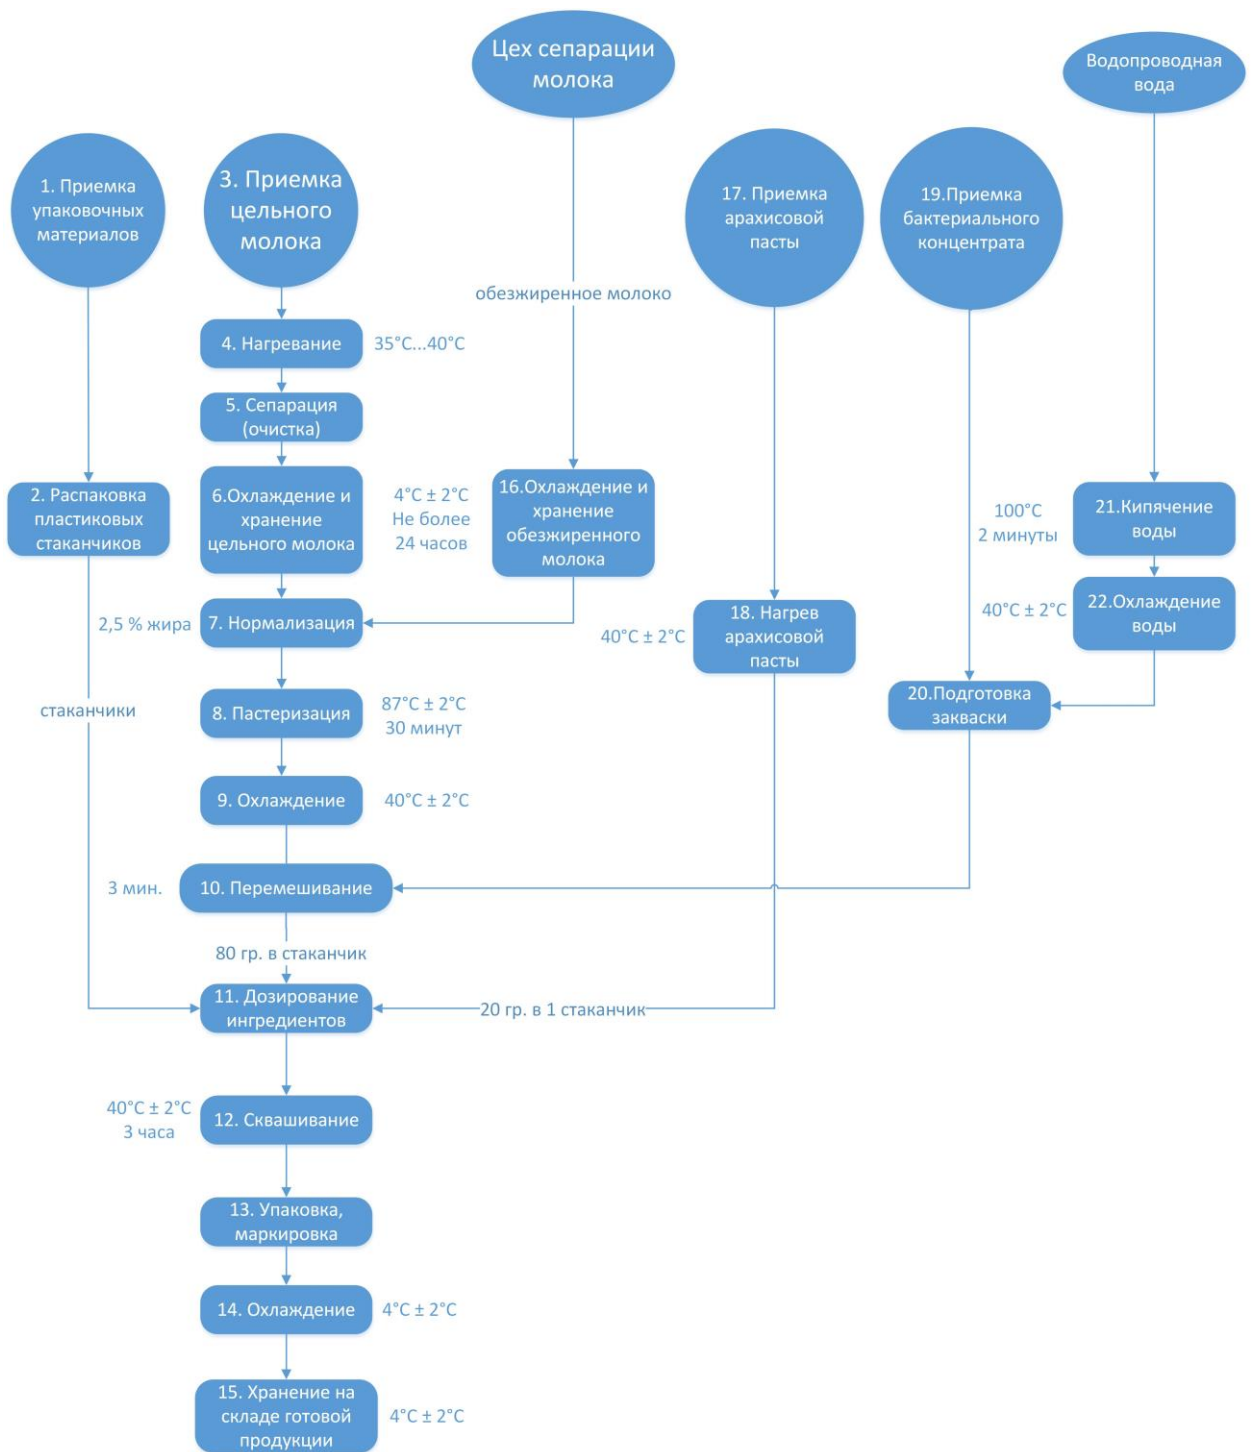 Цех сепарации
молока
Водопроводная
вода
1. Приемка
упаковочных
материалов
3. Приемка
цельного
молока
17. Приемка
арахисовой
пасты
19.Приемка
бактериального
концентрата
обезжиренное молоко
4. Нагревание
35°C...40°C
5. Сепарация
(очистка)
2. Распаковка
пластиковых
стаканчиков
6.Охлаждение и
хранение
цельного молока
4°C ± 2°C
Не более
24 часов
16.Охлаждение и
хранение
обезжиренного
молока
100°C
2 минуты
21.Кипячение
воды
2,5 % жира
7. Нормализация
40°C ± 2°C
18. Нагрев
арахисовой
пасты
40°C ± 2°C
22.Охлаждение
воды
стаканчики
8. Пастеризация
87°C ± 2°C
30 минут
20.Подготовка
закваски
9. Охлаждение
40°C ± 2°C
3 мин.
10. Перемешивание
80 гр. в стаканчик
11. Дозирование
ингредиентов
20 гр. в 1 стаканчик
40°C ± 2°C
3 часа
12. Сквашивание
13. Упаковка,
маркировка
14. Охлаждение
4°C ± 2°C
15. Хранение на
складе готовой
продукции
4°C ± 2°C